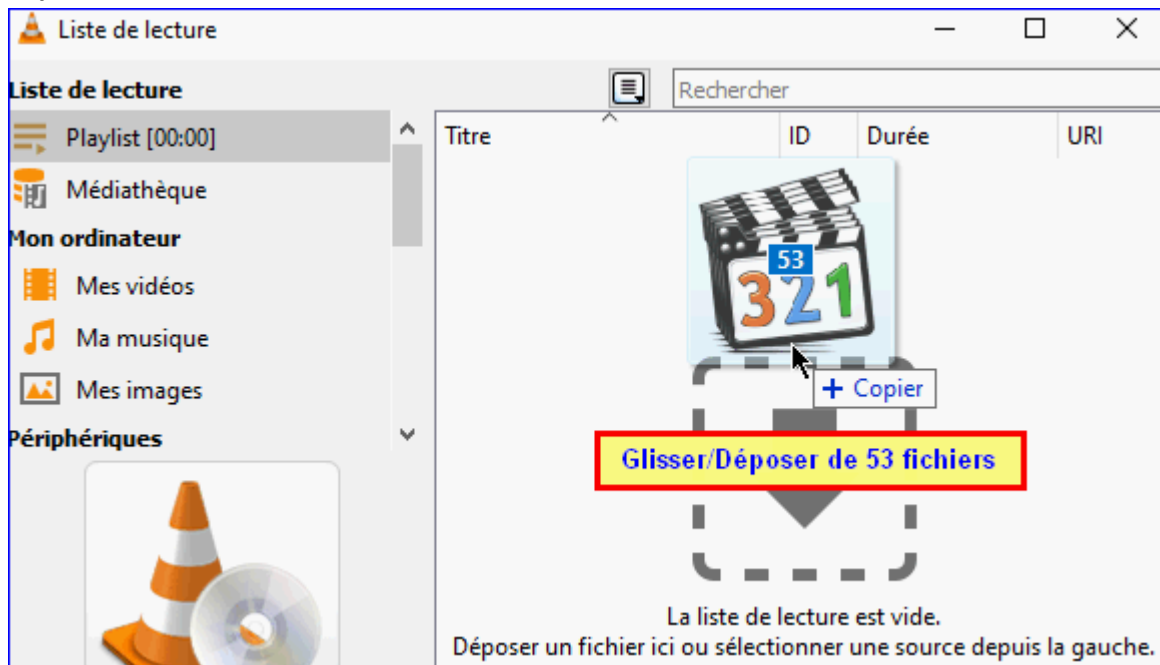 Liste de lecture
Liste de lecture
Rechercher
Playlist [00:00]
Titre ID Durée URI
Médiathèque
Mon ordinateur
53
321
Mes vidéos
Ma musique
Mes images
+ Copier
Périphériques
Glisser/Déposer de 53 fichiers
La liste de lecture est vide.
Déposer un fichier ici ou sélectionner une source depuis la gauche.